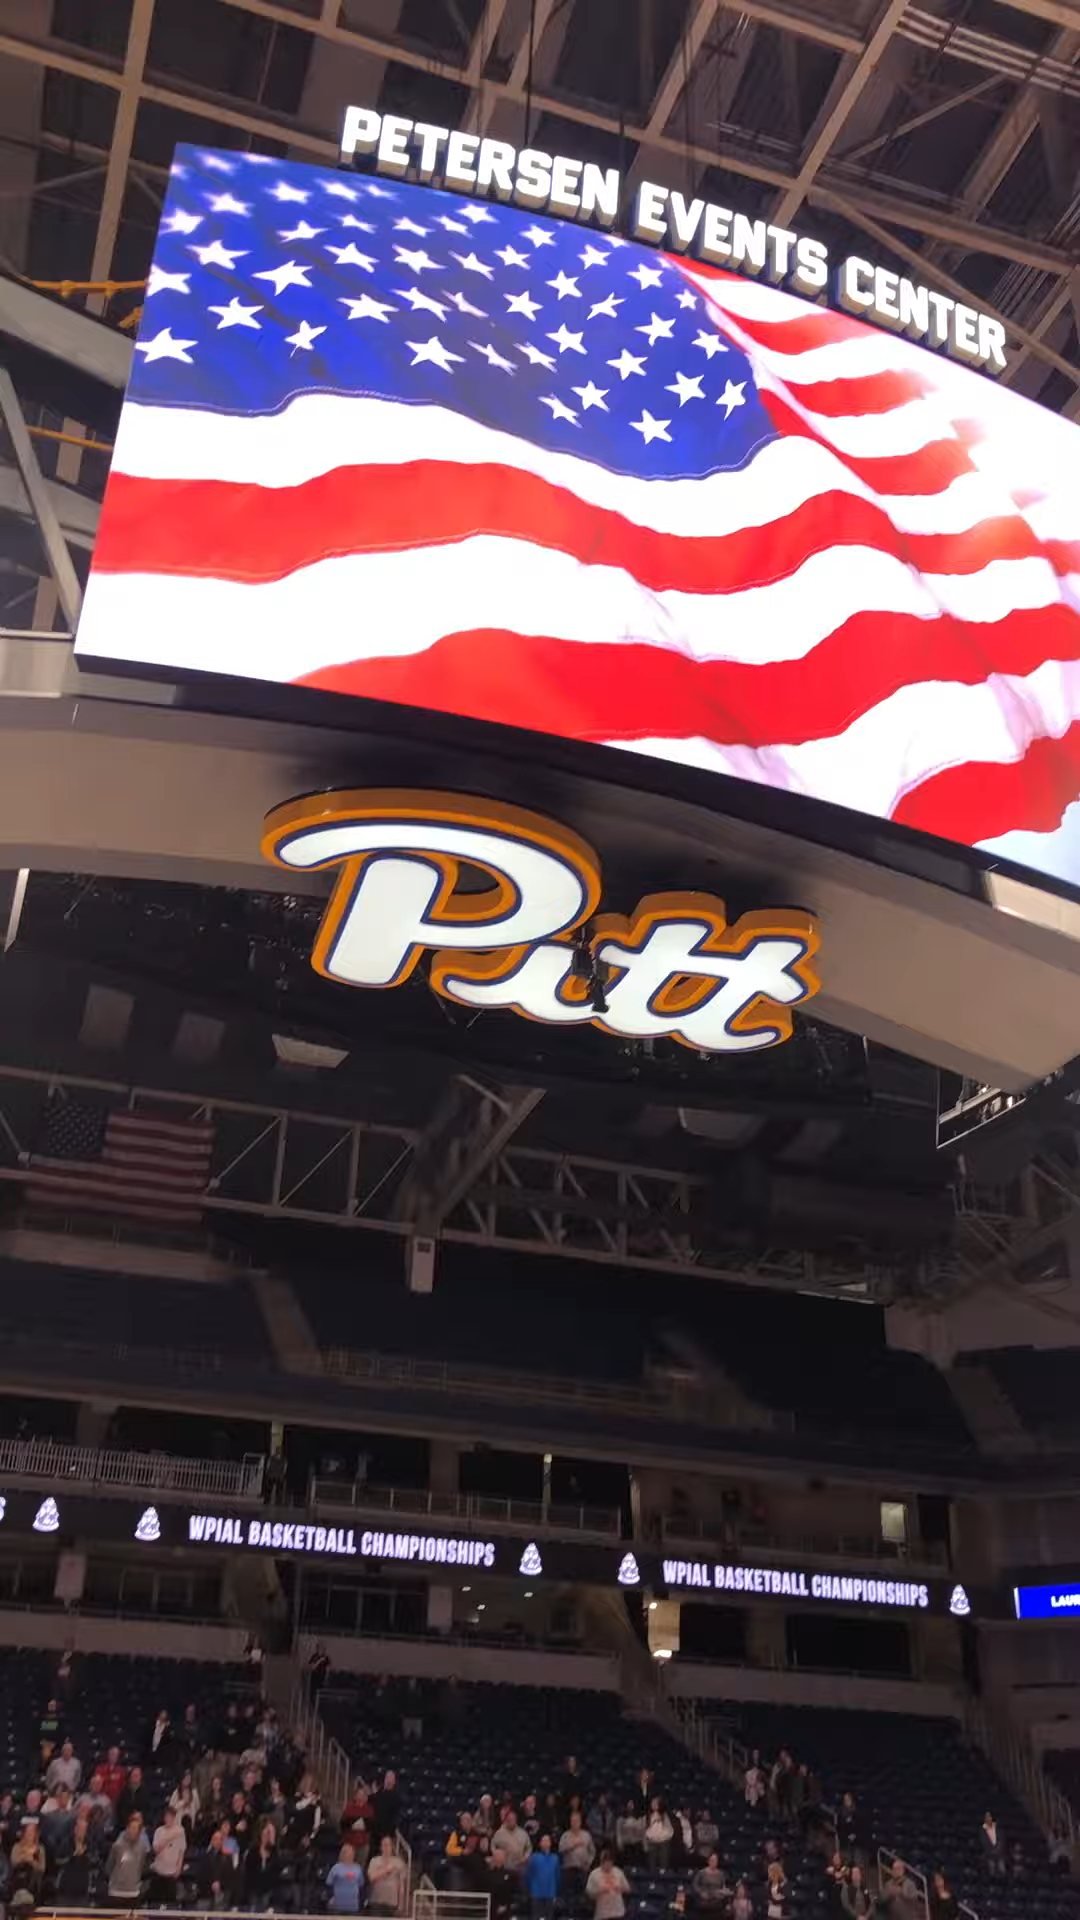 PETERSEN EVENTS CENTER
Pitt
WPIAL BASKETBALL CHAMPIONSHIPS
WPIAL BASKETBALL CHAMPIONSHIPS